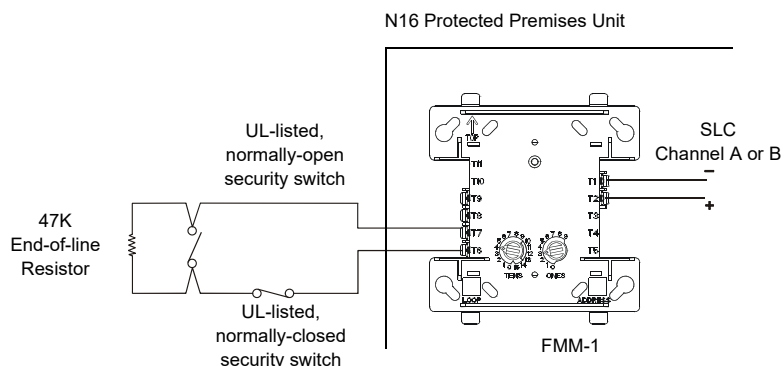 N16 Protected Premises Unit
UL-listed,
normally-open
security switch
SLC
Channel A or B
–
+
47K
End-of-line
Resistor
UL-listed,
normally-closed
security switch
TOP
T11
T10
T9
T8
T7
T6
T1
T2
T3
T4
T5
TENS
ONES
LOOP
ADDRESS
FMM-1